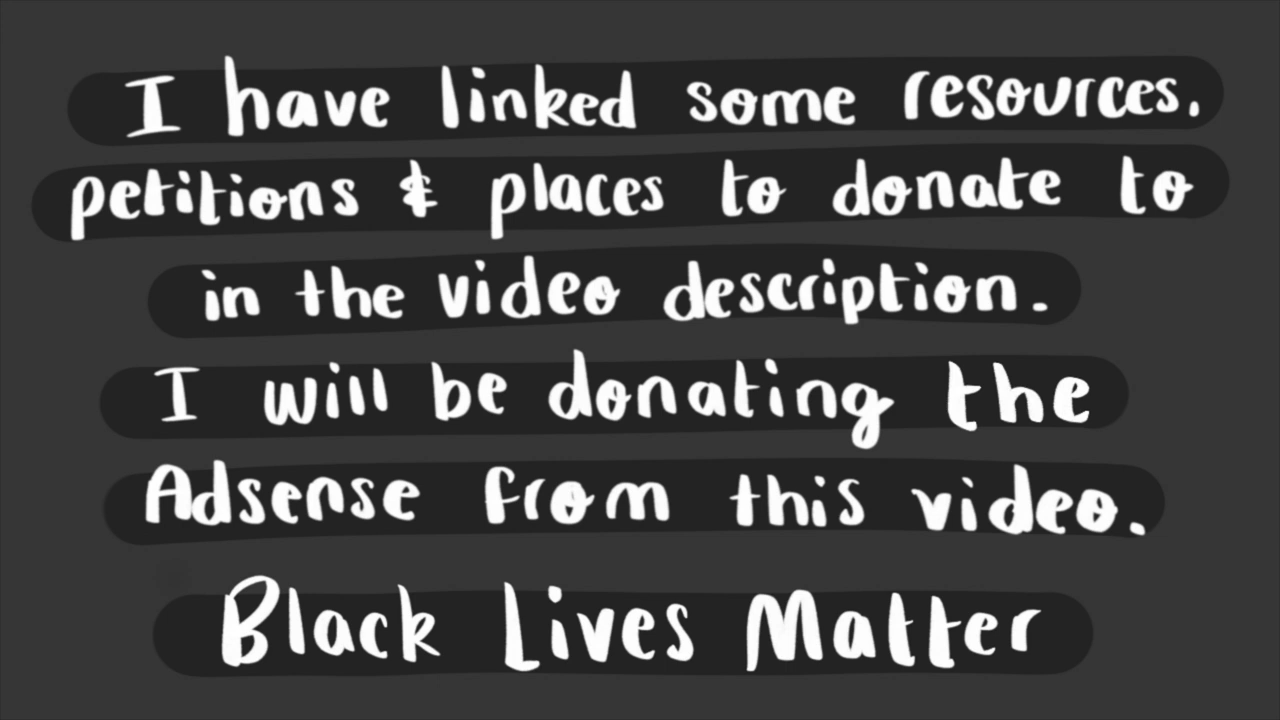 I have linked some resources.
petitions & places to donate to
in the video description.
I will be donating the
Adsense from this video.
Black Lives Matter